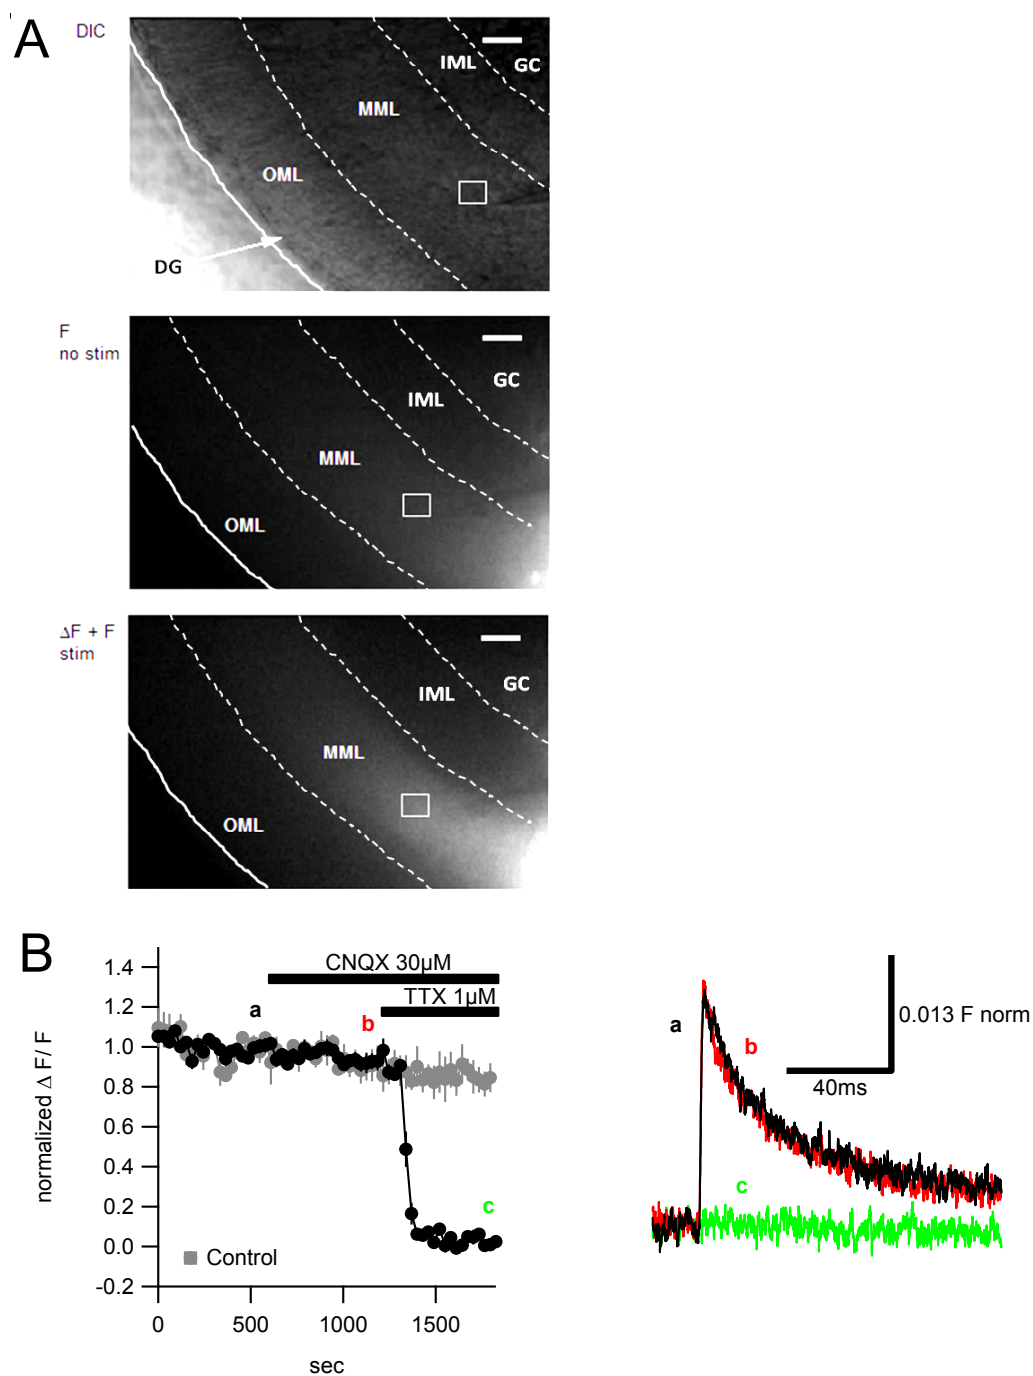 A
DIC
IML
GC
MML
OML
DG
F
no stim
GC
IML
MML
OML
ΔF + F
stim
GC
IML
MML
OML
B
CNQX 30µM
TTX 1µM
a
b
c
1.4
1.2
1.0
0.8
0.6
0.4
0.2
0.0
-0.2
normalized Δ F/ F
Control
0
500
1000
1500
sec
a
b
c
0.013 F norm
40ms